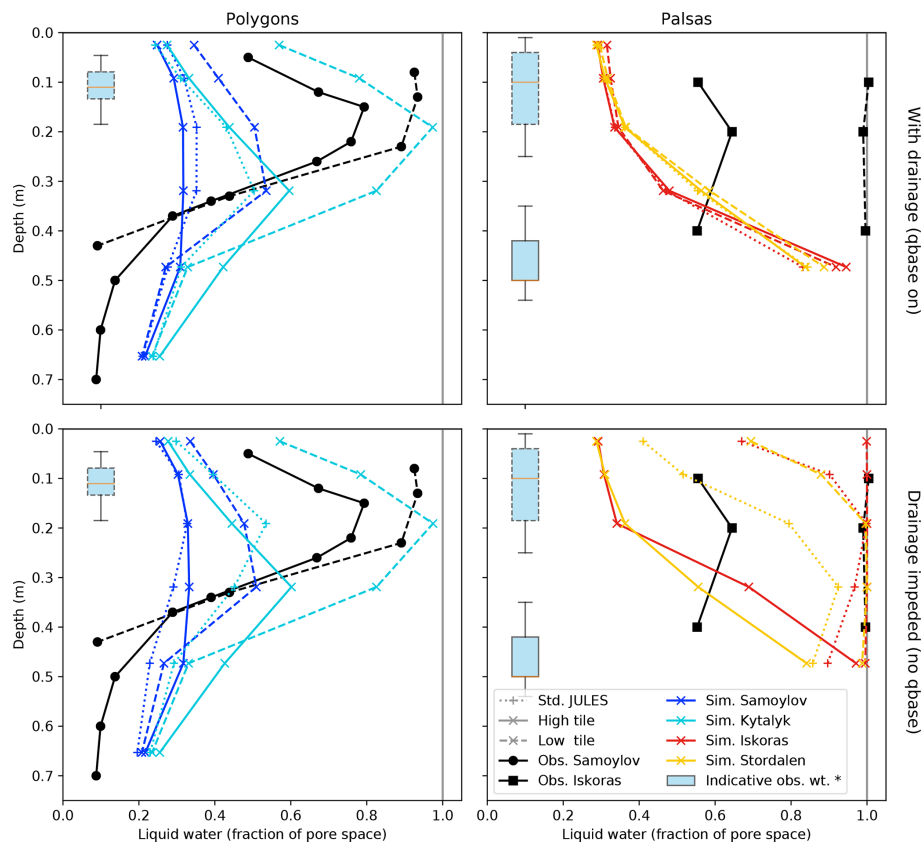 Polygons
Palsas
0.0
0.1
0.2
0.3
0.4
0.5
0.6
0.7
Depth (m)
With drainage (qbase on)
0.0
0.1
0.2
0.3
0.4
0.5
0.6
0.7
Depth (m)
Drainage impeded (no qbase)
Std. JULES
High tile
Low tile
Obs. Samoylov
Obs. Iskoras
Sim. Samoylov
Sim. Kytalyk
Sim. Iskoras
Sim. Stordalen
Indicative obs. wt. *
0.0 0.2 0.4 0.6 0.8 1.0
0.0 0.2 0.4 0.6 0.8 1.0
Liquid water (fraction of pore space)
Liquid water (fraction of pore space)